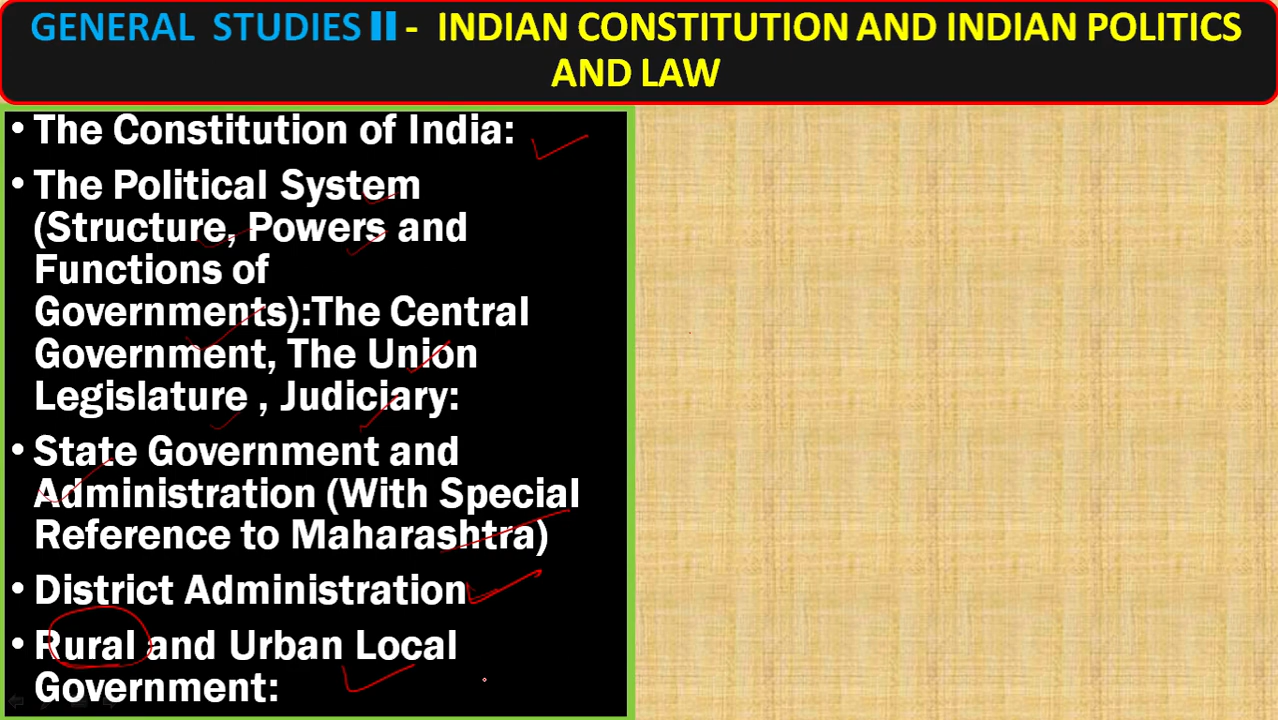 GENERAL STUDIES II - INDIAN CONSTITUTION AND INDIAN POLITICS
AND LAW
• The Constitution of India:
• The Political System
(Structure, Powers and
Functions of
Governments):The Central
Government, The Union
Legislature , Judiciary:
• State Government and
Administration (With Special
Reference to Maharashtra)
• District Administration
• Rural and Urban Local
Government: